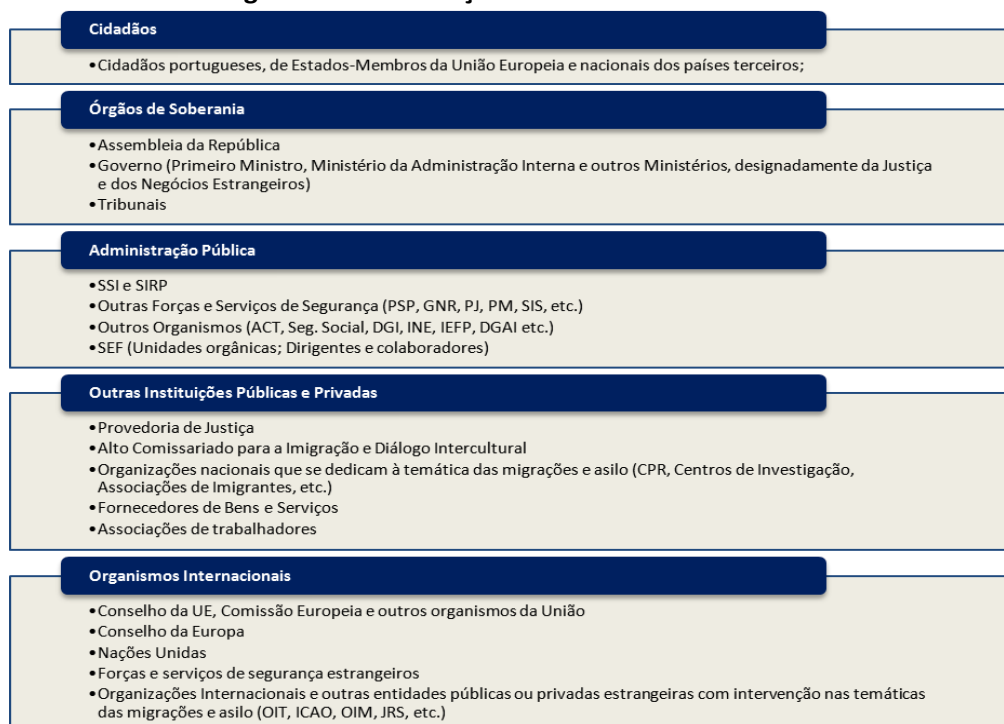 Cidadãos
•Cidadãos portugueses, de Estados-Membros da União Europeia e nacionais dos países terceiros;
Órgãos de Soberania
•Assembleia da República
•Governo (Primeiro Ministro, Ministério da Administração Interna e outros Ministérios, designadamente da Justiça
e dos Negócios Estrangeiros)
•Tribunais
Administração Pública
•SSI e SIRP
•Outras Forças e Serviços de Segurança (PSP, GNR, PJ, PM, SIS, etc.)
•Outros Organismos (ACT, Seg. Social, DGI, INE, IEFP, DGAI etc.)
•SEF (Unidades orgânicas; Dirigentes e colaboradores)
Outras Instituições Públicas e Privadas
•Provedoria de Justiça
•Alto Comissariado para a Imigração e Diálogo Intercultural
•Organizações nacionais que se dedicam à temática das migrações e asilo (CPR, Centros de Investigação,
Associações de Imigrantes, etc.)
•Fornecedores de Bens e Serviços
•Associações de trabalhadores
Organismos Internacionais
•Conselho da UE, Comissão Europeia e outros organismos da União
•Conselho da Europa
•Nações Unidas
•Forças e serviços de segurança estrangeiros
•Organizações Internacionais e outras entidades públicas ou privadas estrangeiras com intervenção nas temáticas
das migrações e asilo (OIT, ICAO, OIM, JRS, etc.)